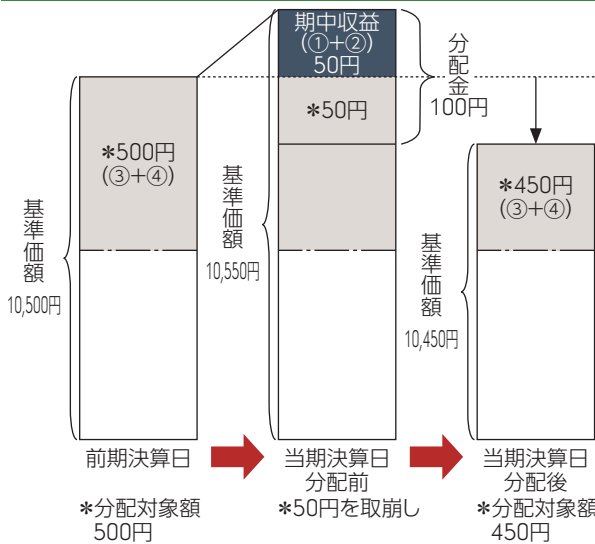 期中収益
(①+②)
50円
分配金
100円
*50円
*500円
(③+④)
*450円
(③+④)
基準価額
10,500円
基準価額
10,550円
基準価額
10,450円
前期決算日
当期決算日
分配前
当期決算日
分配後
*分配対象額
500円
*50円を取崩し
*分配対象額
450円